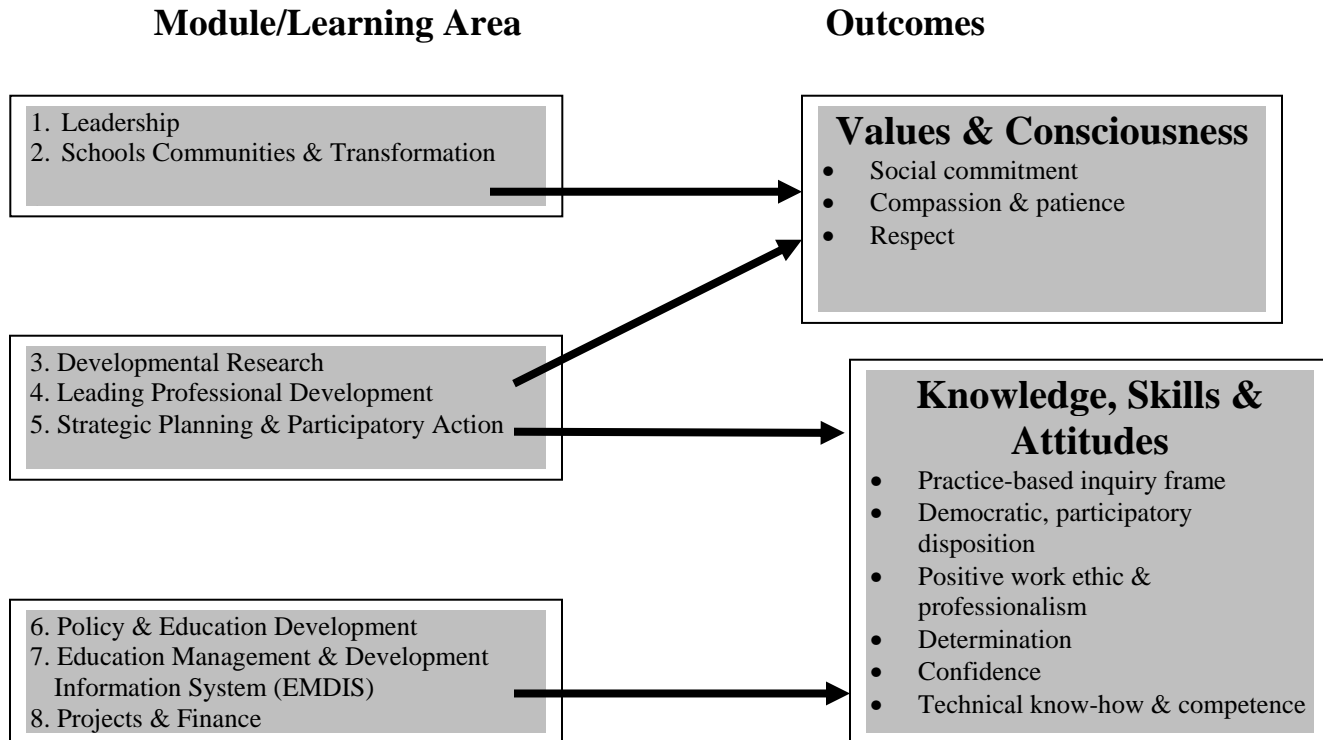 Module/Learning Area
Outcomes
1. Leadership
2. Schools Communities & Transformation
Values & Consciousness
• Social commitment
• Compassion & patience
• Respect
3. Developmental Research
4. Leading Professional Development
5. Strategic Planning & Participatory Action
Knowledge, Skills &
Attitudes
• Practice-based inquiry frame
• Democratic, participatory
disposition
• Positive work ethic &
professionalism
• Determination
• Confidence
• Technical know-how & competence
6. Policy & Education Development
7. Education Management & Development
Information System (EMDIS)
8. Projects & Finance